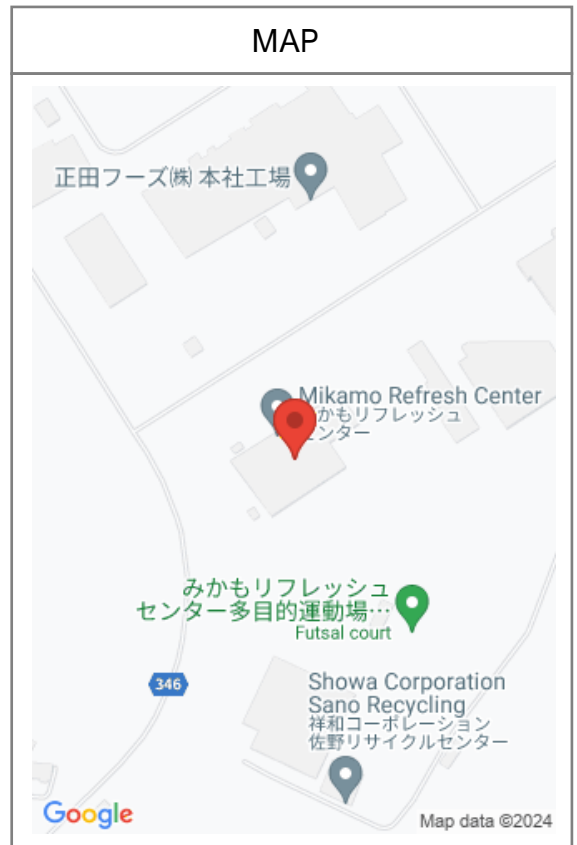 MAP
正田フーズ㈱ 本社工場
Mikamo Refresh Center
かもリフレッシュ
センター
みかもリフレッシュ
センター多目的運動場…
Futsal court
346
Showa Corporation
Sano Recycling
祥和コーポレーション
佐野リサイクルセンター
Google
Map data ©2024